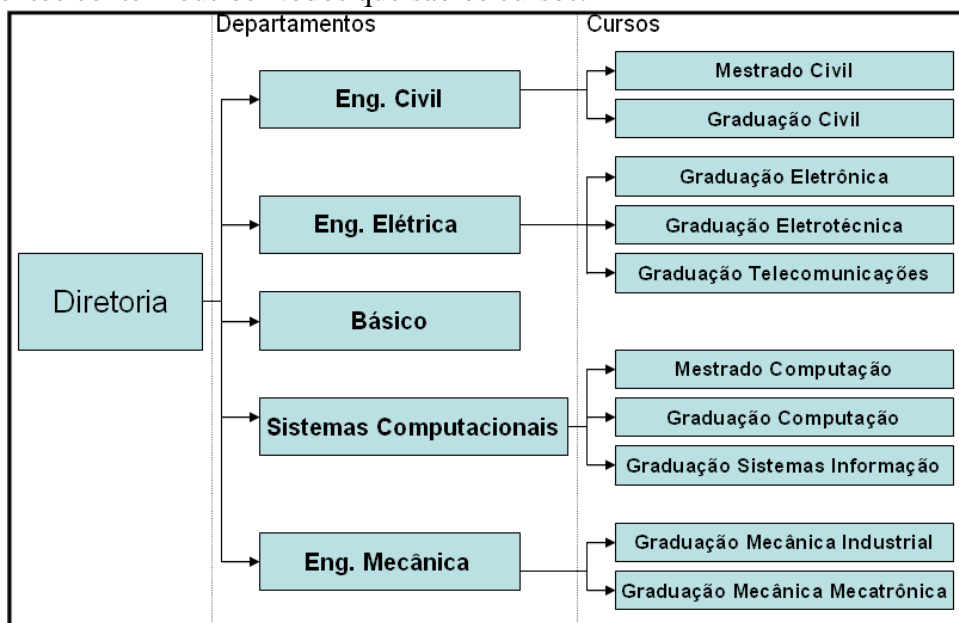 Departamentos
Cursos
Diretoria
Eng. Civil
Mestrado Civil
Graduação Civil
Eng. Elétrica
Graduação Eletrônica
Graduação Eletrotécnica
Graduação Telecomunicações
Básico
Sistemas Computacionais
Mestrado Computação
Graduação Computação
Graduação Sistemas Informação
Eng. Mecânica
Graduação Mecânica Industrial
Graduação Mecânica Mecatrônica